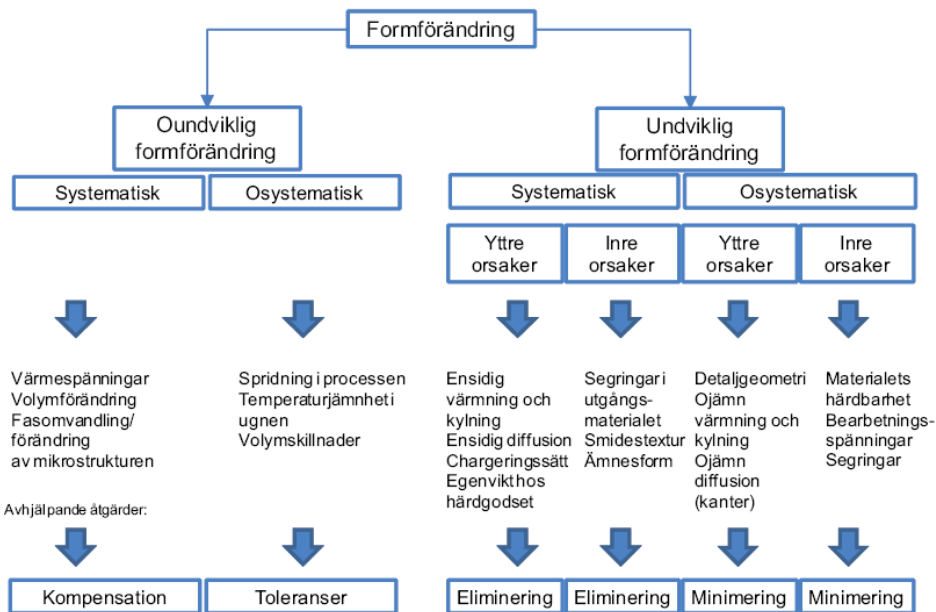 Formförändring
Oundviklig
formförändring
Undviklig
formförändring
Systematisk
Osystematisk
Systematisk
Osystematisk
Yttre
orsaker
Inre
orsaker
Yttre
orsaker
Inre
orsaker
Värmespänningar
Volymförändring
Fasomvandling/
förändring
av mikrostrukturen
Spridning i processen
Temperaturjämnhet i
ugnen
Volymskillnader
Ensidig
värmning och
kylning
Ensidig diffusion
Chargeringssätt
Egenvikt hos
härdgodset
Segringar i
utgångs-
materialet
Smidestextur
Ämnesform
Detaljgeometri
Ojämn
värmning och
kylning
Ojämn
diffusion
(kanter)
Materialets
härdbarhet
Bearbetnings-
spänningar
Segringar
Avhjälpande åtgärder:
Kompensation
Toleranser
Eliminering
Eliminering
Minimering
Minimering